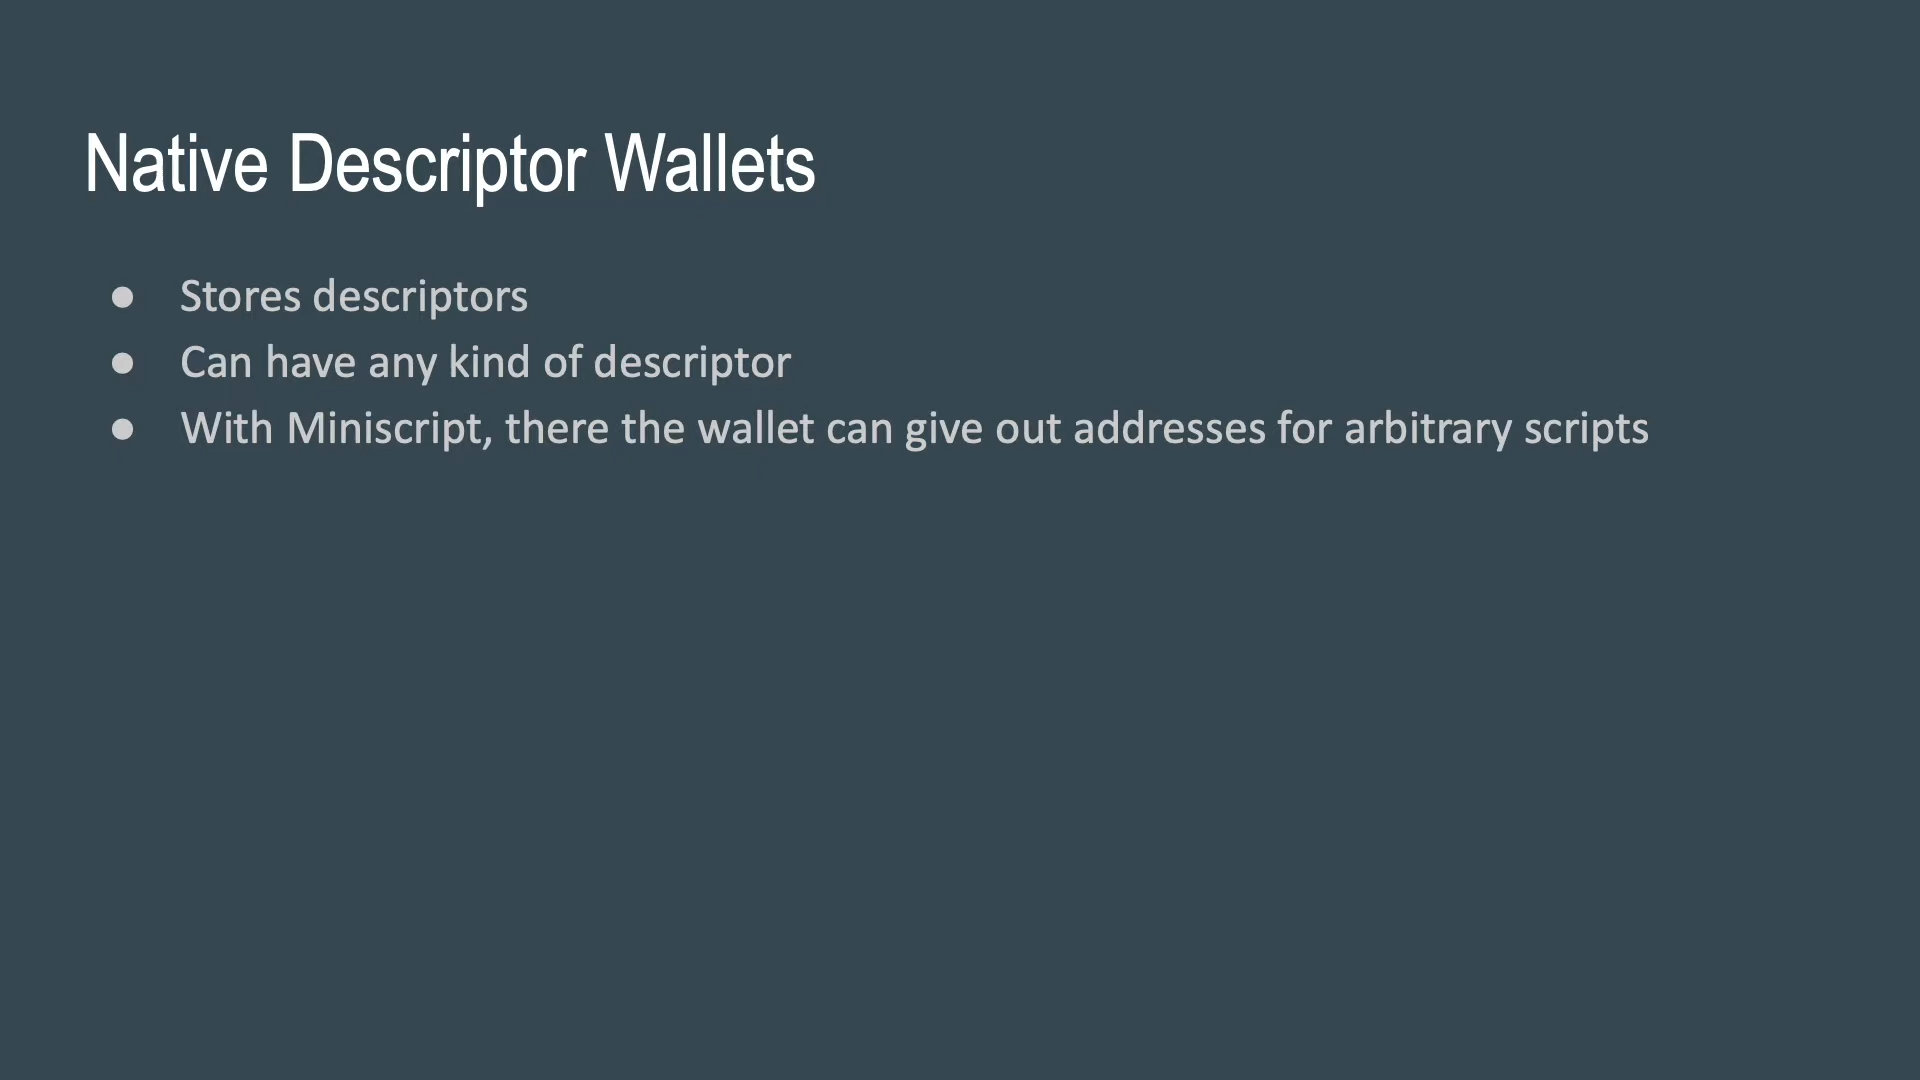 Native Descriptor Wallets
● Stores descriptors
● Can have any kind of descriptor
● With Miniscript, there the wallet can give out addresses for arbitrary scripts